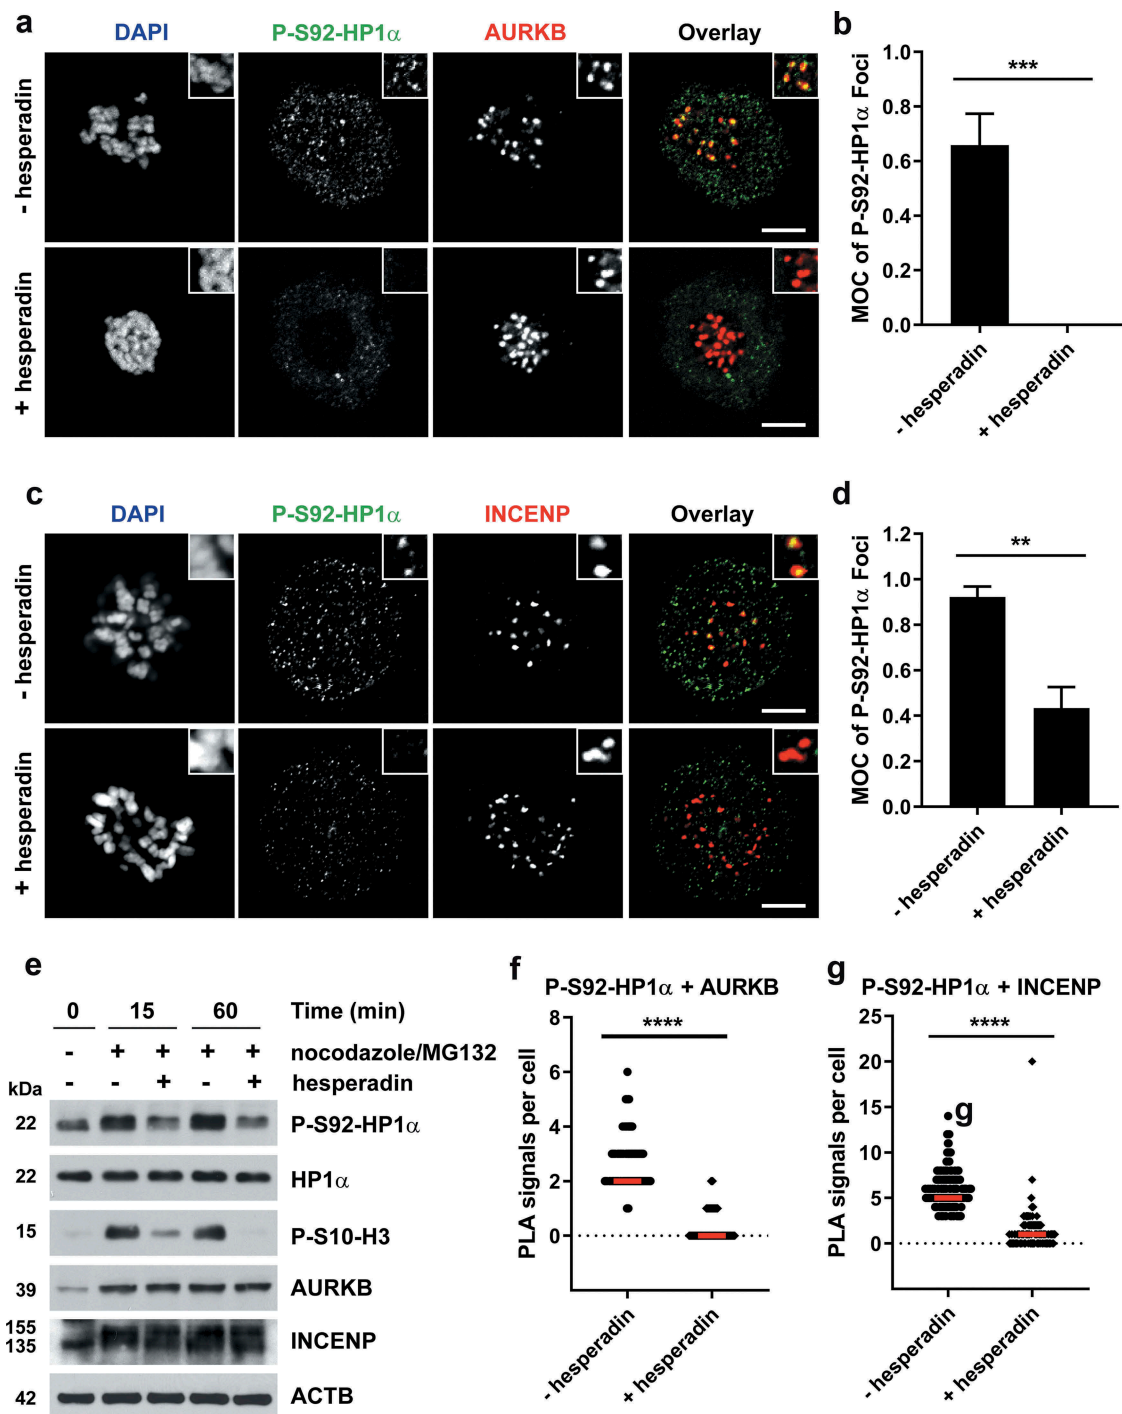 a
DAPI
P-S92-HP1α
AURKB
Overlay
- hesperadin
+ hesperadin
b
MOC of P-S92-HP1α Foci
1.0
0.8
0.6
0.4
0.2
0.0
***
- hesperadin
+ hesperadin
c
DAPI
P-S92-HP1α
INCENP
Overlay
- hesperadin
+ hesperadin
d
MOC of P-S92-HP1α Foci
1.2
1.0
0.8
0.6
0.4
0.2
0.0
**
- hesperadin
+ hesperadin
e
0 15 60 Time (min)
- + + + + nocodazole/MG132
- - + - + hesperadin
kDa
22 P-S92-HP1α
22 HP1α
15 P-S10-H3
39 AURKB
155
135 INCENP
42 ACTB
f
P-S92-HP1α + AURKB
PLA signals per cell
8
6
4
2
0
****
- hesperadin
+ hesperadin
g
P-S92-HP1α + INCENP
PLA signals per cell
25
20
15
10
5
0
****
g
- hesperadin
+ hesperadin